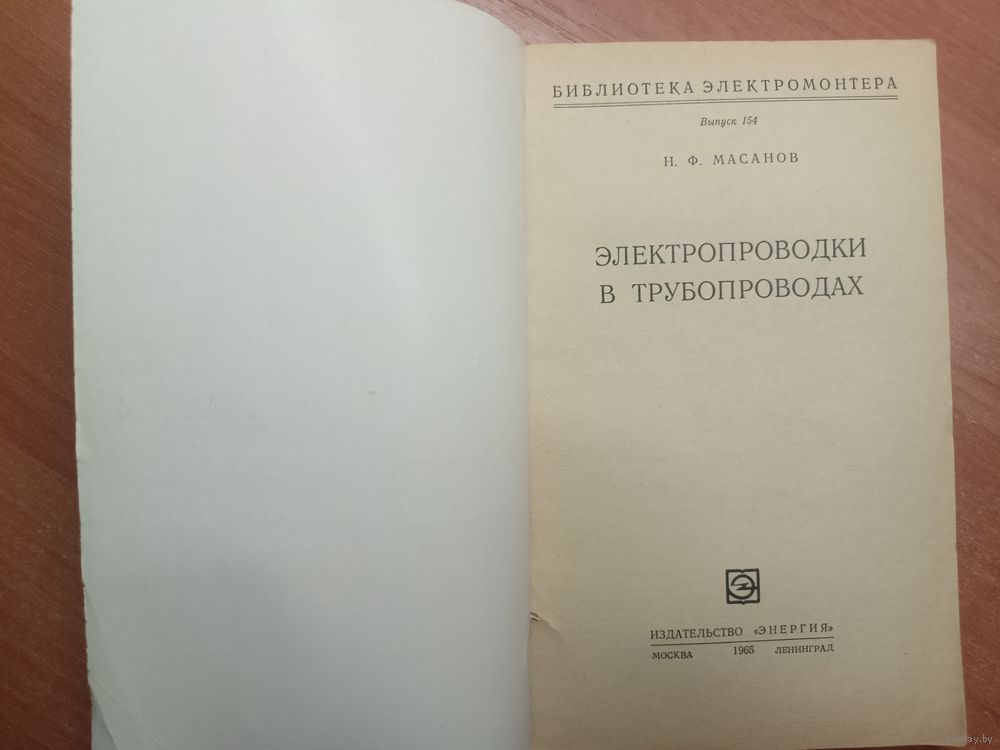 БИБЛИОТЕКА ЭЛЕКТРОМОНТЕРА
Выпуск 154
Н. Ф. МАСАНОВ
ЭЛЕКТРОПРОВОДКИ
В ТРУБОПРОВОДАХ
ИЗДАТЕЛЬСТВО «ЭНЕРГИЯ»
МОСКВА 1965 ЛЕНИНГРАД